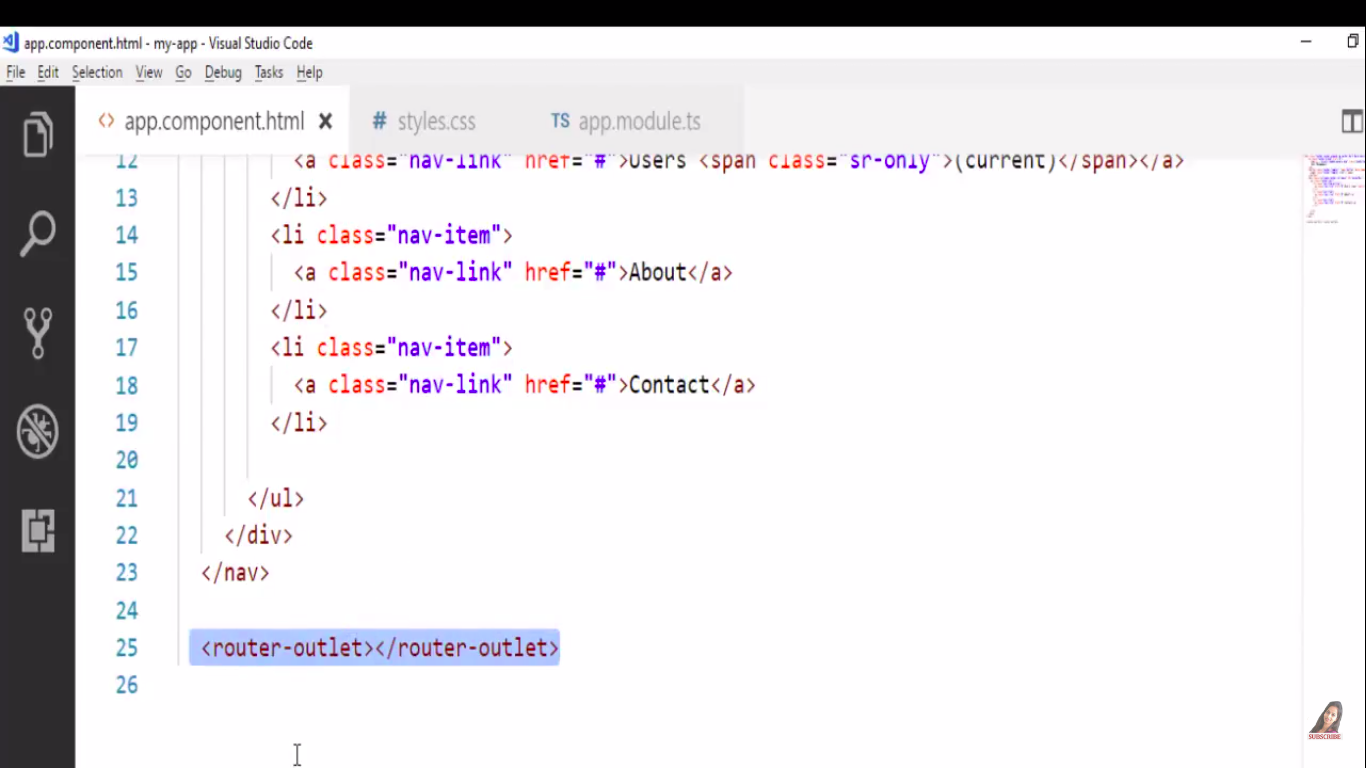 app.component.html - my-app - Visual Studio Code
File Edit Selection View Go Debug Tasks Help
<> app.component.html × # styles.css TS app.module.ts
12 <a class="nav-link" href="#">Users <span class="sr-only">(current)</span></a>
13 </li>
14 <li class="nav-item">
15 <a class="nav-link" href="#">About</a>
16 </li>
17 <li class="nav-item">
18 <a class="nav-link" href="#">Contact</a>
19 </li>
20
21 </ul>
22 </div>
23 </nav>
24
25 <router-outlet></router-outlet>
26
SUBSCRIBE